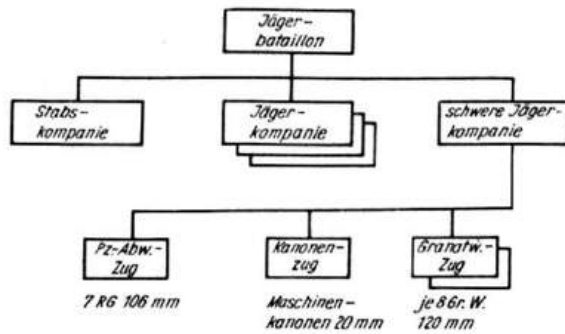 Jäger-
bataillon
Stabs-
kompanie
Jäger-
kompanie
schwere Jäger-
kompanie
Pz-Abw.-
Zug
Kanonen-
zug
Granatw.-
Zug
7 RG 106 mm
Maschinen-
kanonen 20 mm
je 8 Gr. W.
120 mm